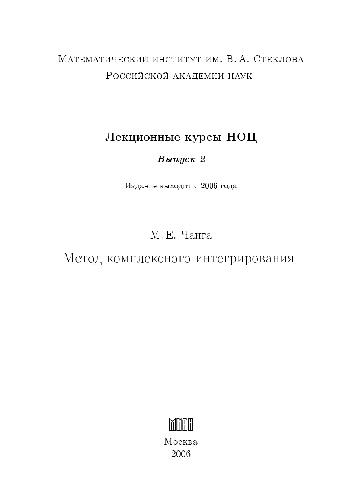 Математический институт им. В. А. Стеклова
Российской академии наук
Лекционные курсы НОЦ
Выпуск 2
Издание выходит с 2006 года
М. Е. Чанга
Метод комплексного интегрирования
Москва
2006